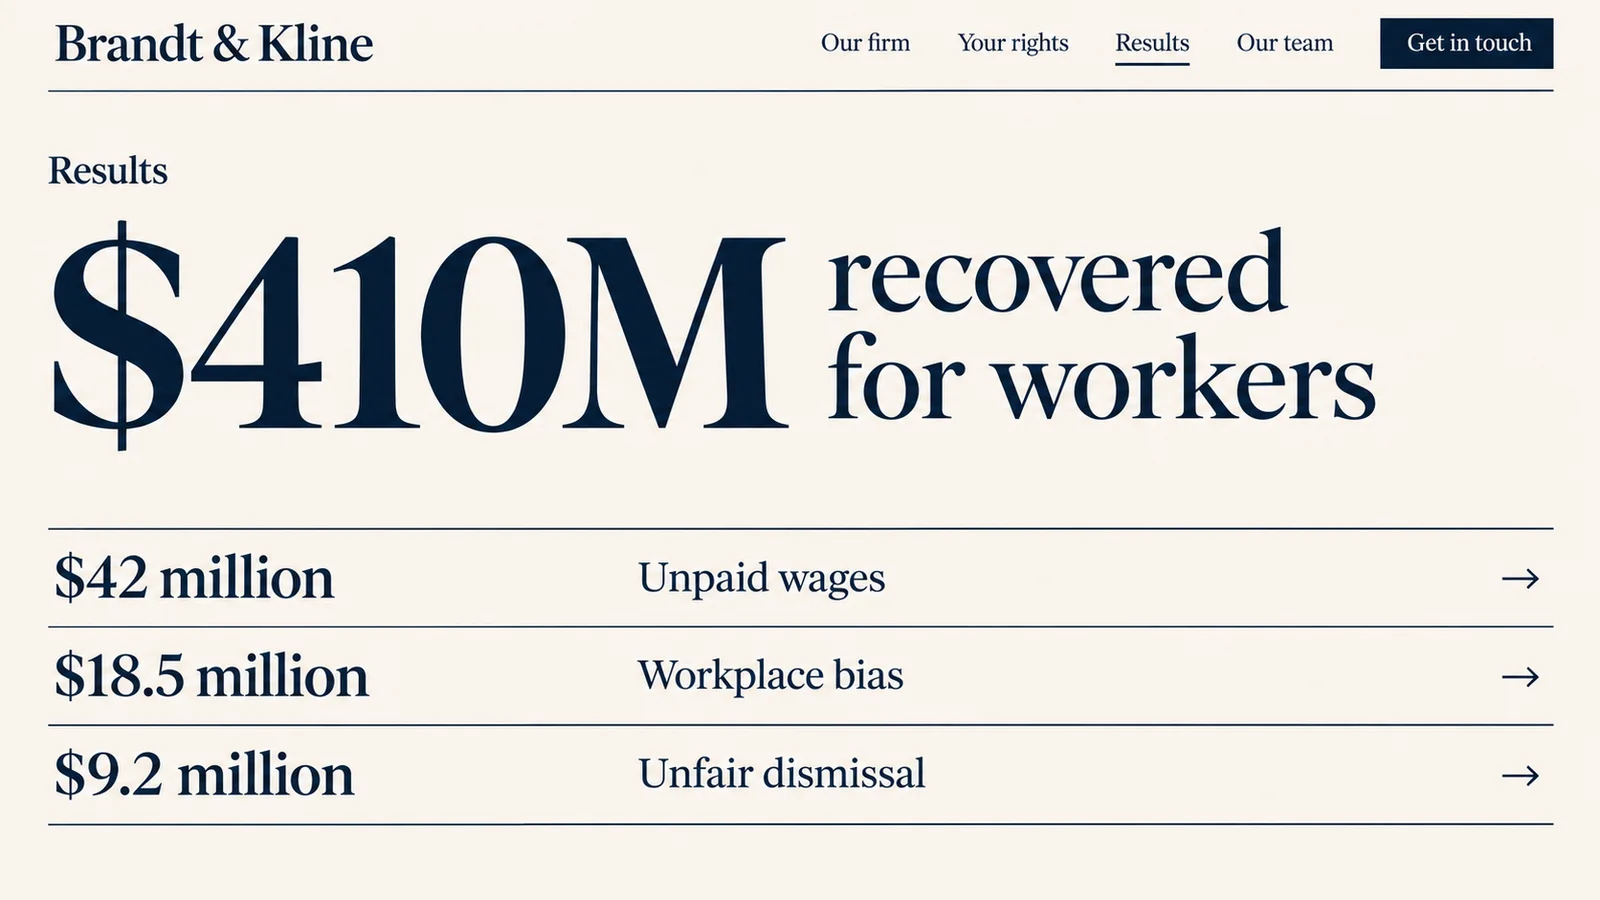 Brandt & Kline
Our firm
Your rights
Results
Our team
Get in touch
Results
$410M
recovered
for workers
$42 million
Unpaid wages
$18.5 million
Workplace bias
$9.2 million
Unfair dismissal